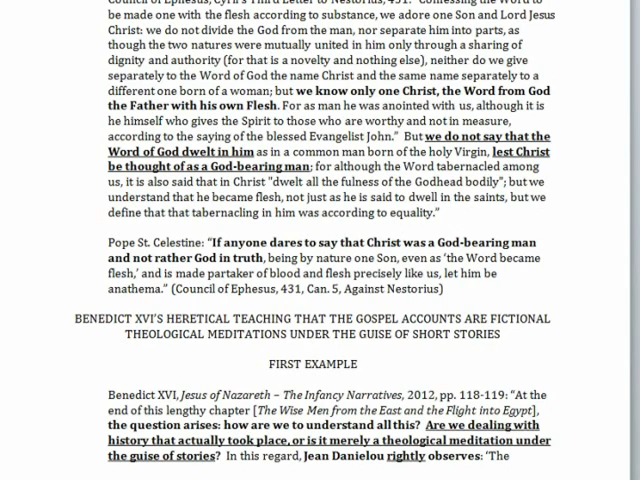 Council of Ephesus, Cyril's Third Letter to Nestorius, 431: "Confessing the Word to
be made one with the flesh according to substance, we adore one Son and Lord Jesus
Christ: we do not divide the God from the man, nor separate him into parts, as
though the two natures were mutually united in him only through a sharing of
dignity and authority (for that is a novelty and nothing else), neither do we give
separately to the Word of God the name Christ and the same name separately to a
different one born of a woman; but we know only one Christ, the Word from God
the Father with his own Flesh. For as man he was anointed with us, although it is
he himself who gives the Spirit to those who are worthy and not in measure,
according to the saying of the blessed Evangelist John." But we do not say that the
Word of God dwelt in him as in a common man born of the holy Virgin, lest Christ
be thought of as a God-bearing man; for although the Word tabernacled among
us, it is also said that in Christ "dwelt all the fulness of the Godhead bodily"; but we
understand that he became flesh, not just as he is said to dwell in the saints, but we
define that that tabernacling in him was according to equality."
Pope St. Celestine: "If anyone dares to say that Christ was a God-bearing man
and not rather God in truth, being by nature one Son, even as 'the Word became
flesh,' and is made partaker of blood and flesh precisely like us, let him be
anathema." (Council of Ephesus, 431, Can. 5, Against Nestorius)
BENEDICT XVI'S HERETICAL TEACHING THAT THE GOSPEL ACCOUNTS ARE FICTIONAL
THEOLOGICAL MEDITATIONS UNDER THE GUISE OF SHORT STORIES
FIRST EXAMPLE
Benedict XVI, Jesus of Nazareth – The Infancy Narratives, 2012, pp. 118-119: "At the
end of this lengthy chapter [The Wise Men from the East and the Flight into Egypt],
the question arises: how are we to understand all this? Are we dealing with
history that actually took place, or is it merely a theological meditation under
the guise of stories? In this regard, Jean Danielou rightly observes: 'The